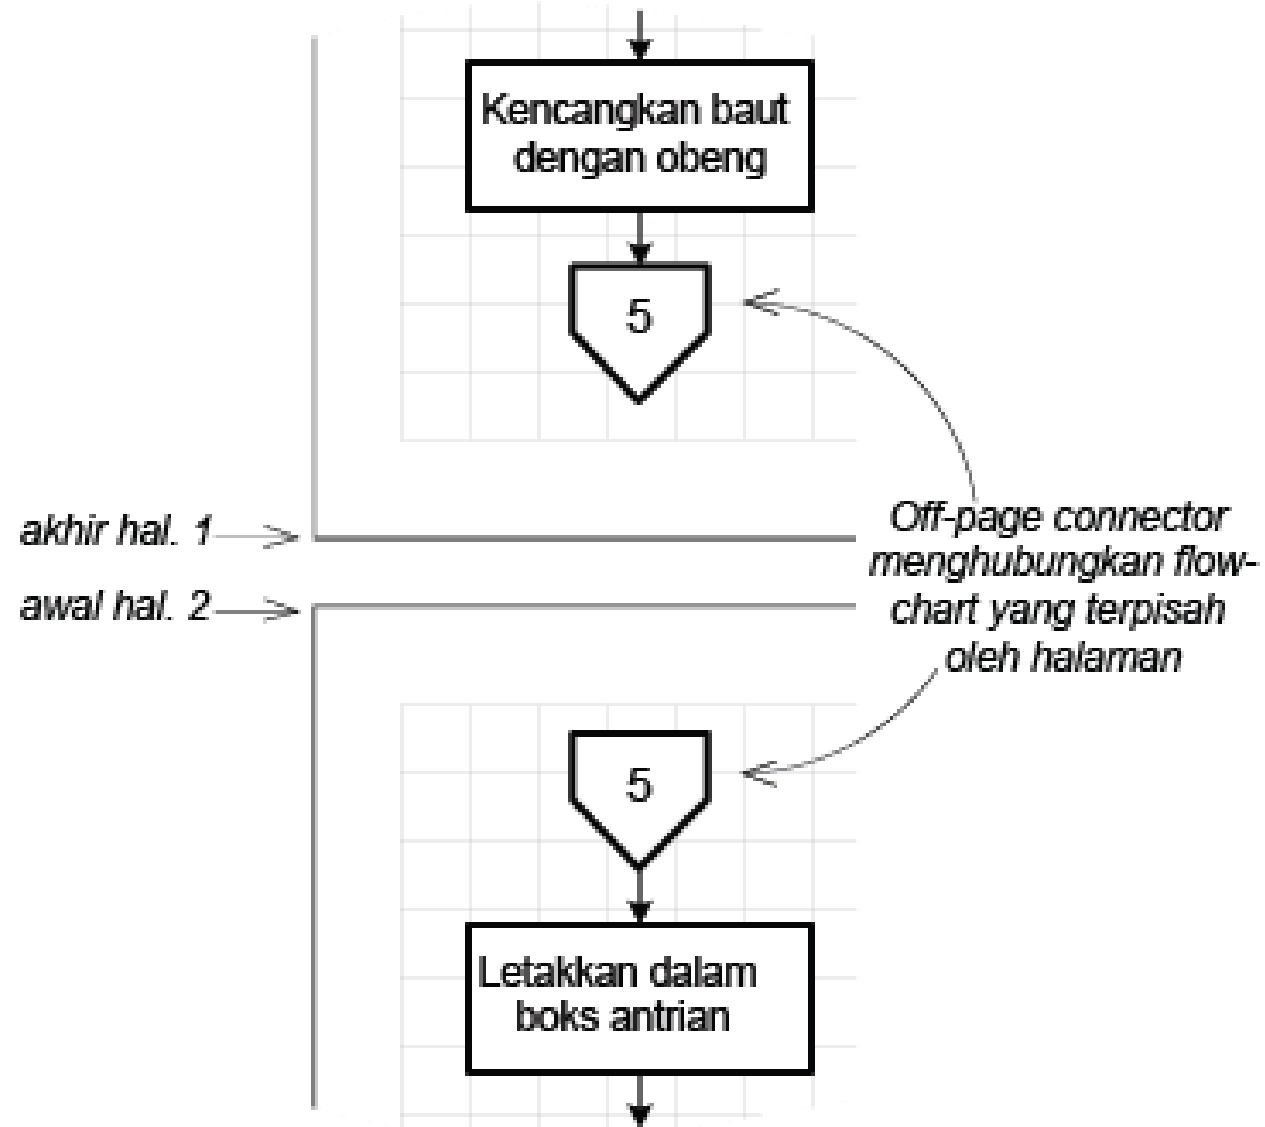 Kencangkan baut
dengan obeng
5
akhir hal. 1
awal hal. 2
Off-page connector
menghubungkan flow-
chart yang terpisah
oleh halaman
5
Letakkan dalam
boks antrian